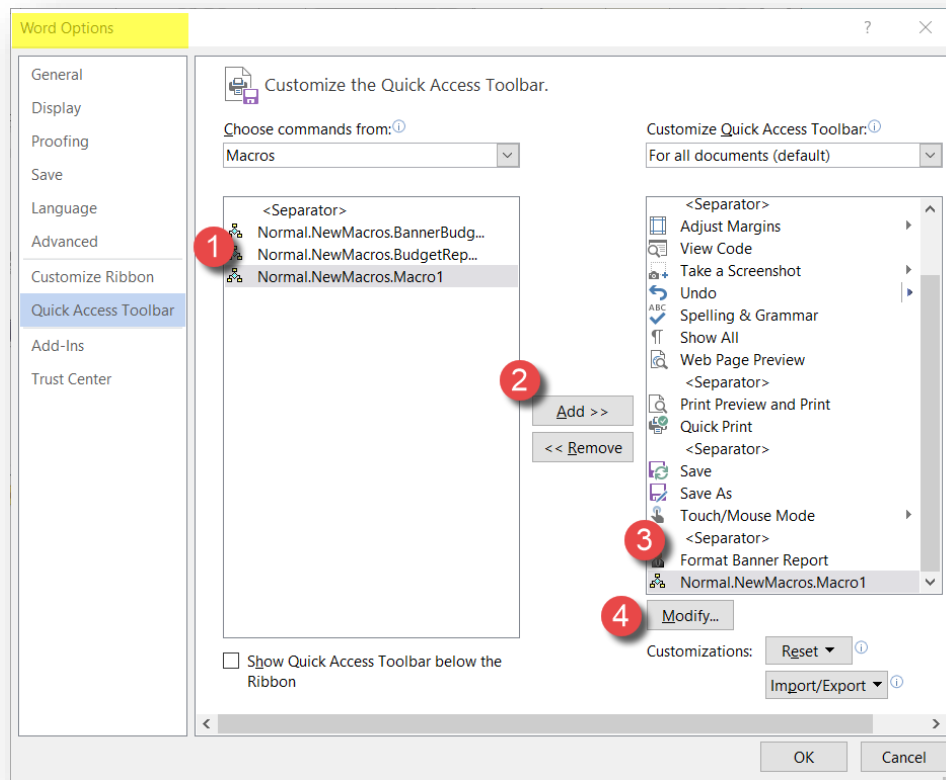 Word Options
?
General
Display
Proofing
Save
Language
Advanced
Customize Ribbon
Quick Access Toolbar
Add-Ins
Trust Center
Customize the Quick Access Toolbar.
Choose commands from:
Macros
<Separator>
Normal.NewMacros.BannerBudg...
Normal.NewMacros.BudgetRep...
Normal.NewMacros.Macro1
1
2
Add >>
<< Remove
Show Quick Access Toolbar below the
Ribbon
Customize Quick Access Toolbar:
For all documents (default)
<Separator>
Adjust Margins
View Code
Take a Screenshot
Undo
ABC
Spelling & Grammar
Show All
Web Page Preview
<Separator>
Print Preview and Print
Quick Print
<Separator>
Save
Save As
Touch/Mouse Mode
<Separator>
3
Format Banner Report
Normal.NewMacros.Macro1
4
Modify...
Customizations:
Reset
Import/Export
OK
Cancel